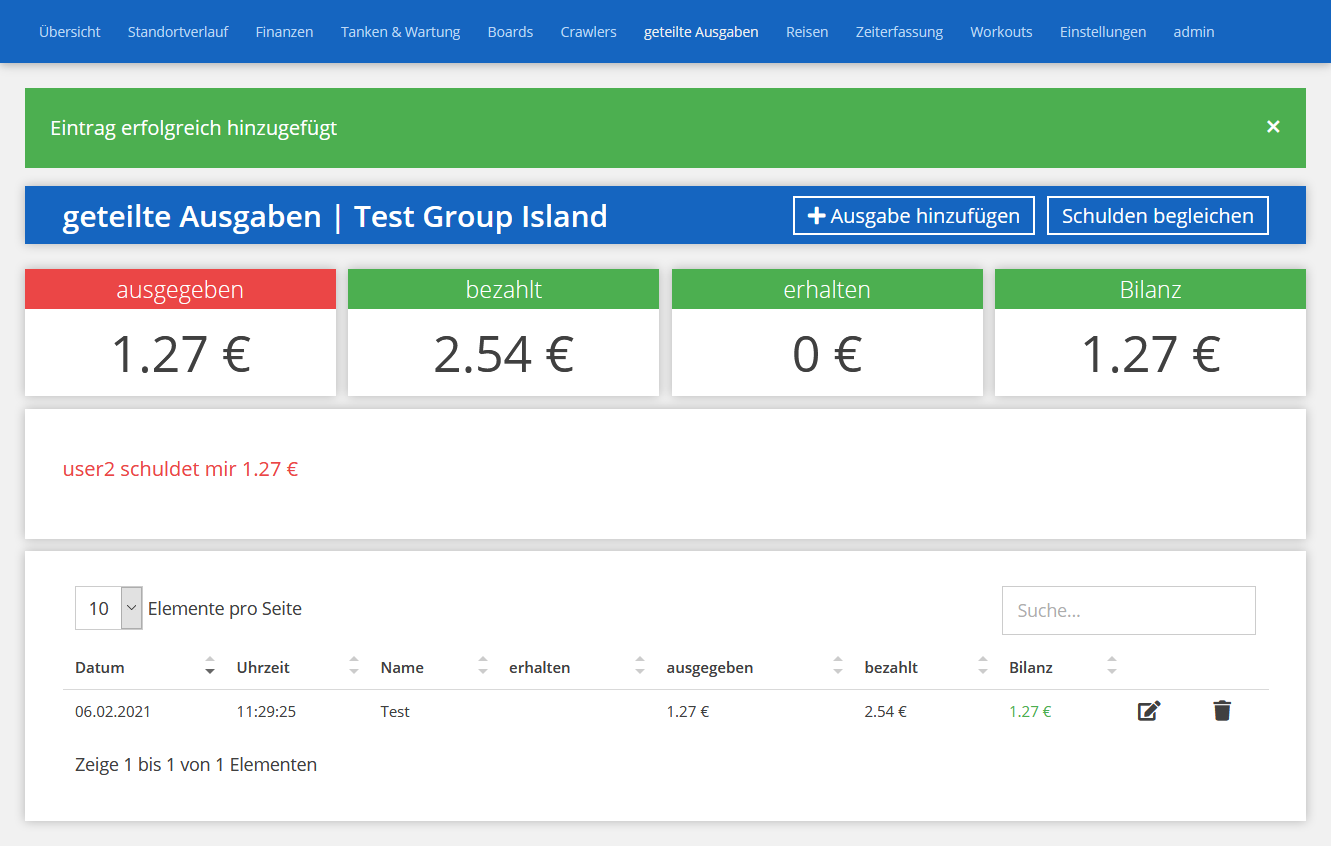 Übersicht Standortverlauf Finanzen Tanken & Wartung Boards Crawlers geteilte Ausgaben Reisen Zeiterfassung Workouts Einstellungen admin
Eintrag erfolgreich hinzugefügt ×
geteilte Ausgaben | Test Group Island + Ausgabe hinzufügen Schulden begleichen
ausgegeben bezahlt erhalten Bilanz
1.27 € 2.54 € 0 € 1.27 €
user2 schuldet mir 1.27 €
10 Elemente pro Seite Suche...
Datum Uhrzeit Name erhalten ausgegeben bezahlt Bilanz
06.02.2021 11:29:25 Test 1.27 € 2.54 € 1.27 €
Zeige 1 bis 1 von 1 Elementen